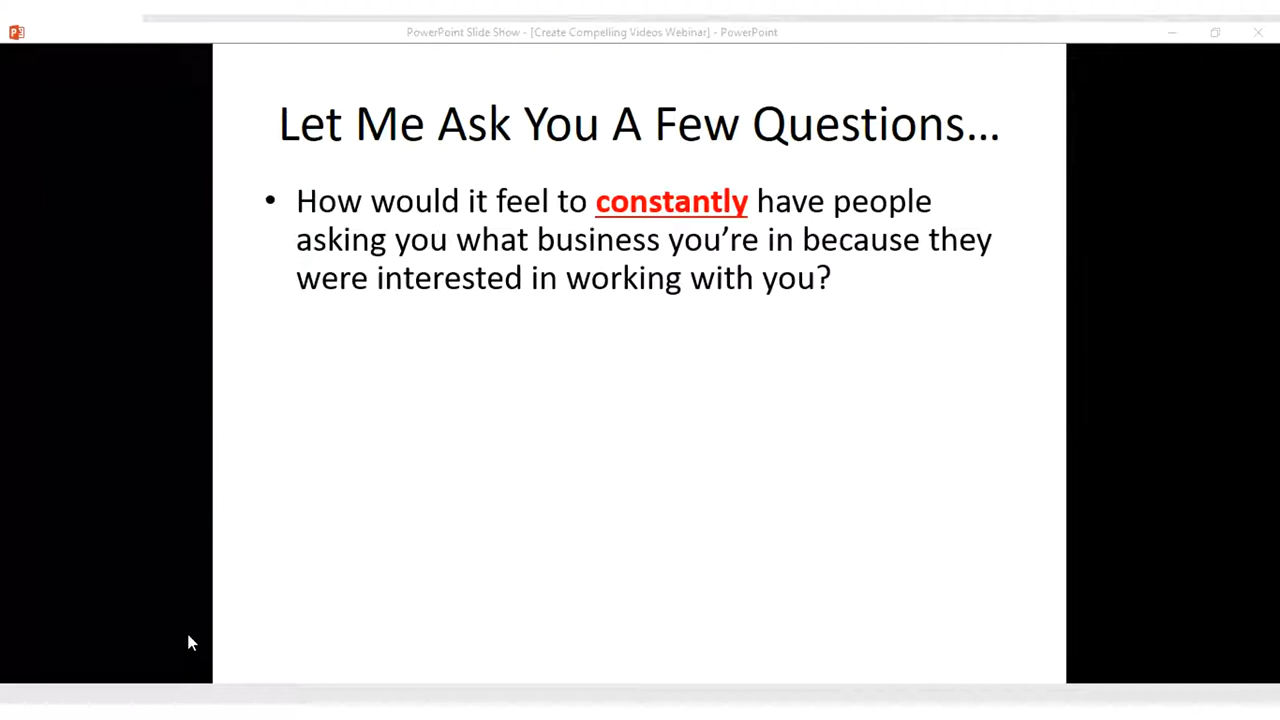 PowerPoint Slide Show - [Create Compelling Videos Webinar] - PowerPoint
Let Me Ask You A Few Questions...
• How would it feel to constantly have people
asking you what business you’re in because they
were interested in working with you?